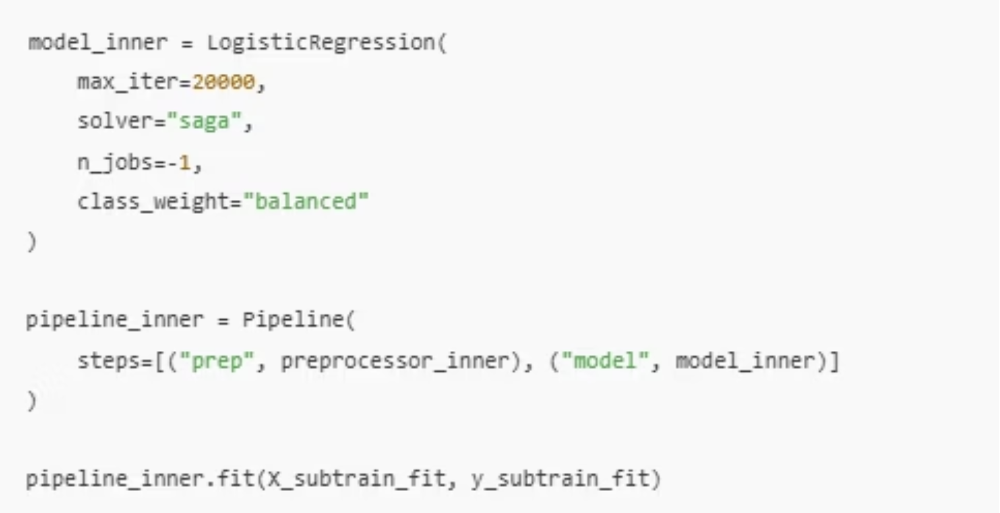 model_inner = LogisticRegression(
    max_iter=20000,
    solver="saga",
    n_jobs=-1,
    class_weight="balanced"
)
pipeline_inner = Pipeline(
    steps=[("prep", preprocessor_inner), ("model", model_inner)]
)
pipeline_inner.fit(X_subtrain_fit, y_subtrain_fit)